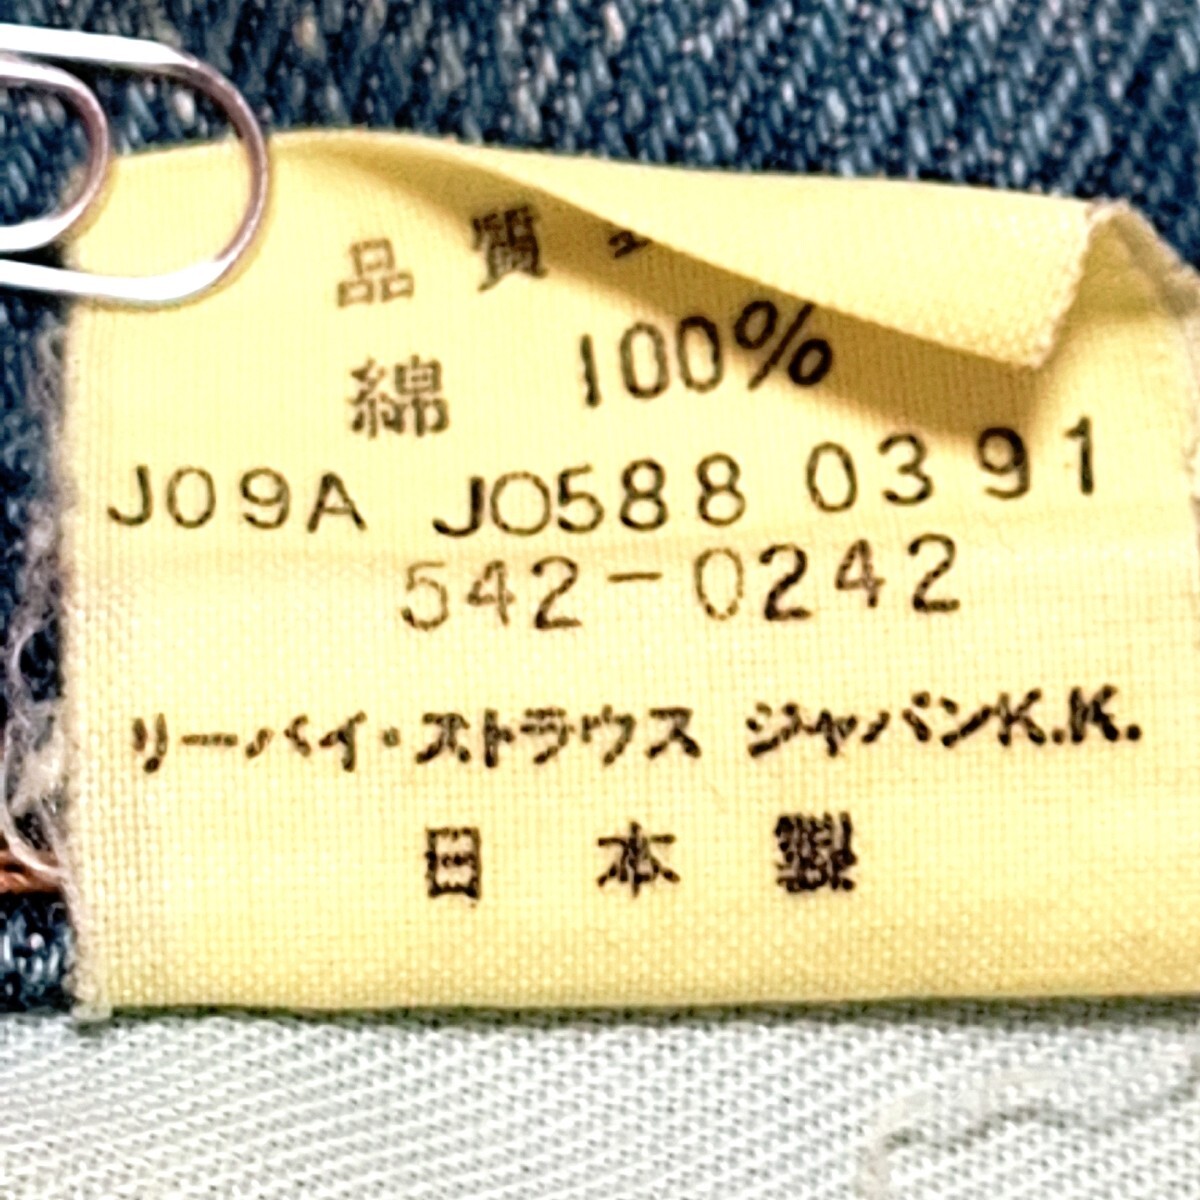 品質
綿 100%
J09A J0588 0391
542-0242
リーバイ・ストラウス ジャパンK.K.
日本製